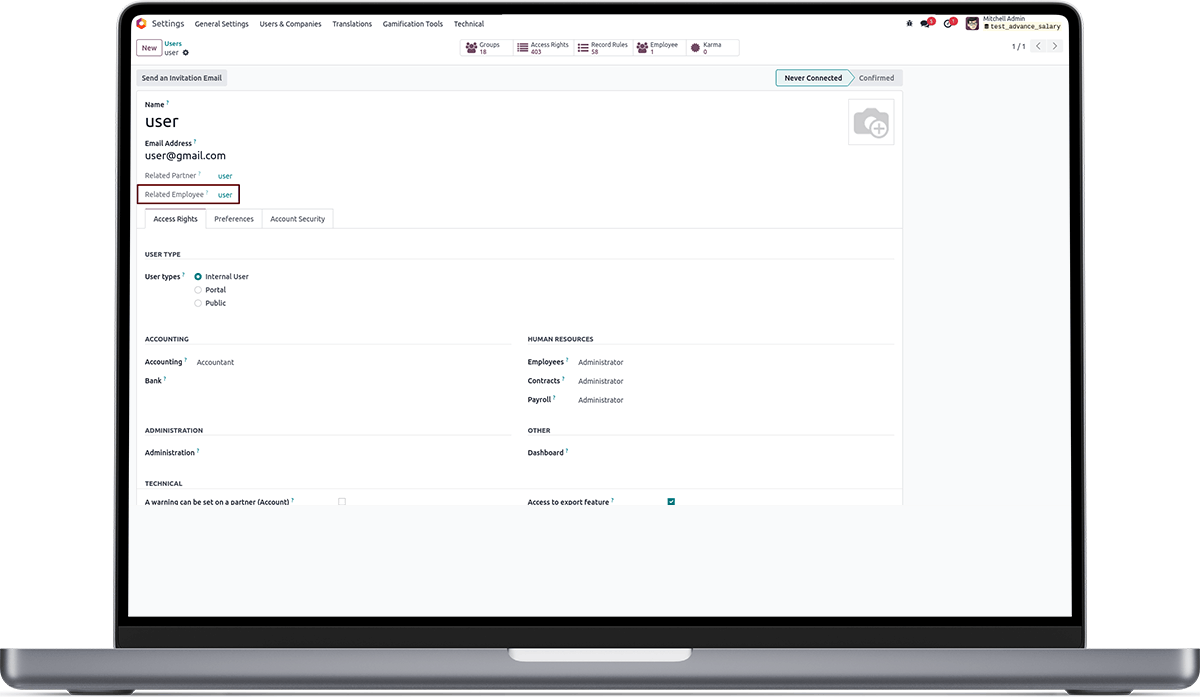 Settings General Settings Users & Companies Translations Gamification Tools Technical 5 1 Mitchell Admin
test_advance_salary
New Users
user
Groups 18 Access Rights 403 Record Rules 58 Employee 1 Karma 0
1 / 1
Send an Invitation Email Never Connected Confirmed
Name ?
user
Email Address ?
user@gmail.com
Related Partner ? user
Related Employee ? user
Access Rights Preferences Account Security
USER TYPE
User types ? Internal User
Portal
Public
ACCOUNTING HUMAN RESOURCES
Accounting ? Accountant Employees ? Administrator
Bank ? Contracts ? Administrator
Payroll ? Administrator
ADMINISTRATION OTHER
Administration ? Dashboard ?
TECHNICAL
A warning can be set on a partner (Account) ? Access to export feature ?